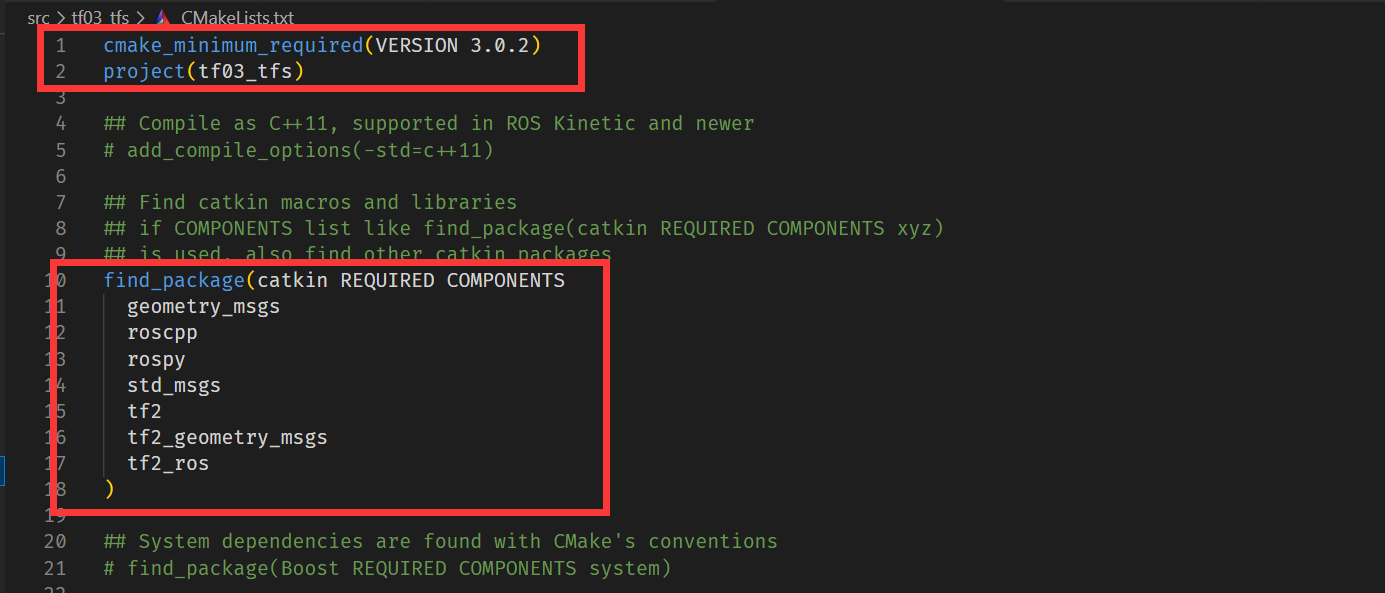 src > tf03_tfs > CMakeLists.txt
1 cmake_minimum_required(VERSION 3.0.2)
2 project(tf03_tfs)
3
4 ## Compile as C++11, supported in ROS Kinetic and newer
5 # add_compile_options(-std=c++11)
6
7 ## Find catkin macros and libraries
8 ## if COMPONENTS list like find_package(catkin REQUIRED COMPONENTS xyz)
9 ## is used, also find other catkin packages
10 find_package(catkin REQUIRED COMPONENTS
11 geometry_msgs
12 roscpp
13 rospy
14 std_msgs
15 tf2
16 tf2_geometry_msgs
17 tf2_ros
18 )
19
20 ## System dependencies are found with CMake's conventions
21 # find_package(Boost REQUIRED COMPONENTS system)
22